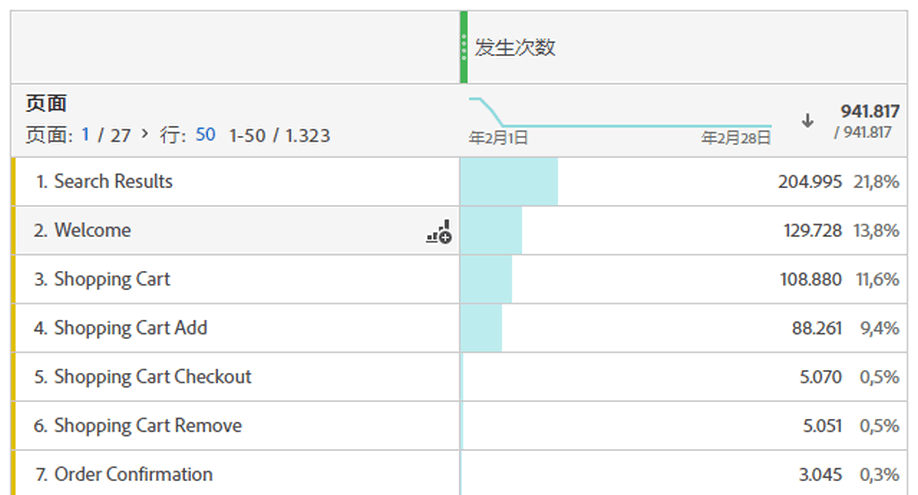 发生次数
页面
页面: 1 / 27 > 行: 50 1-50 / 1.323
年2月1日 年2月28日
941.817
/ 941.817
1. Search Results 204.995 21,8%
2. Welcome 129.728 13,8%
3. Shopping Cart 108.880 11,6%
4. Shopping Cart Add 88.261 9,4%
5. Shopping Cart Checkout 5.070 0,5%
6. Shopping Cart Remove 5.051 0,5%
7. Order Confirmation 3.045 0,3%